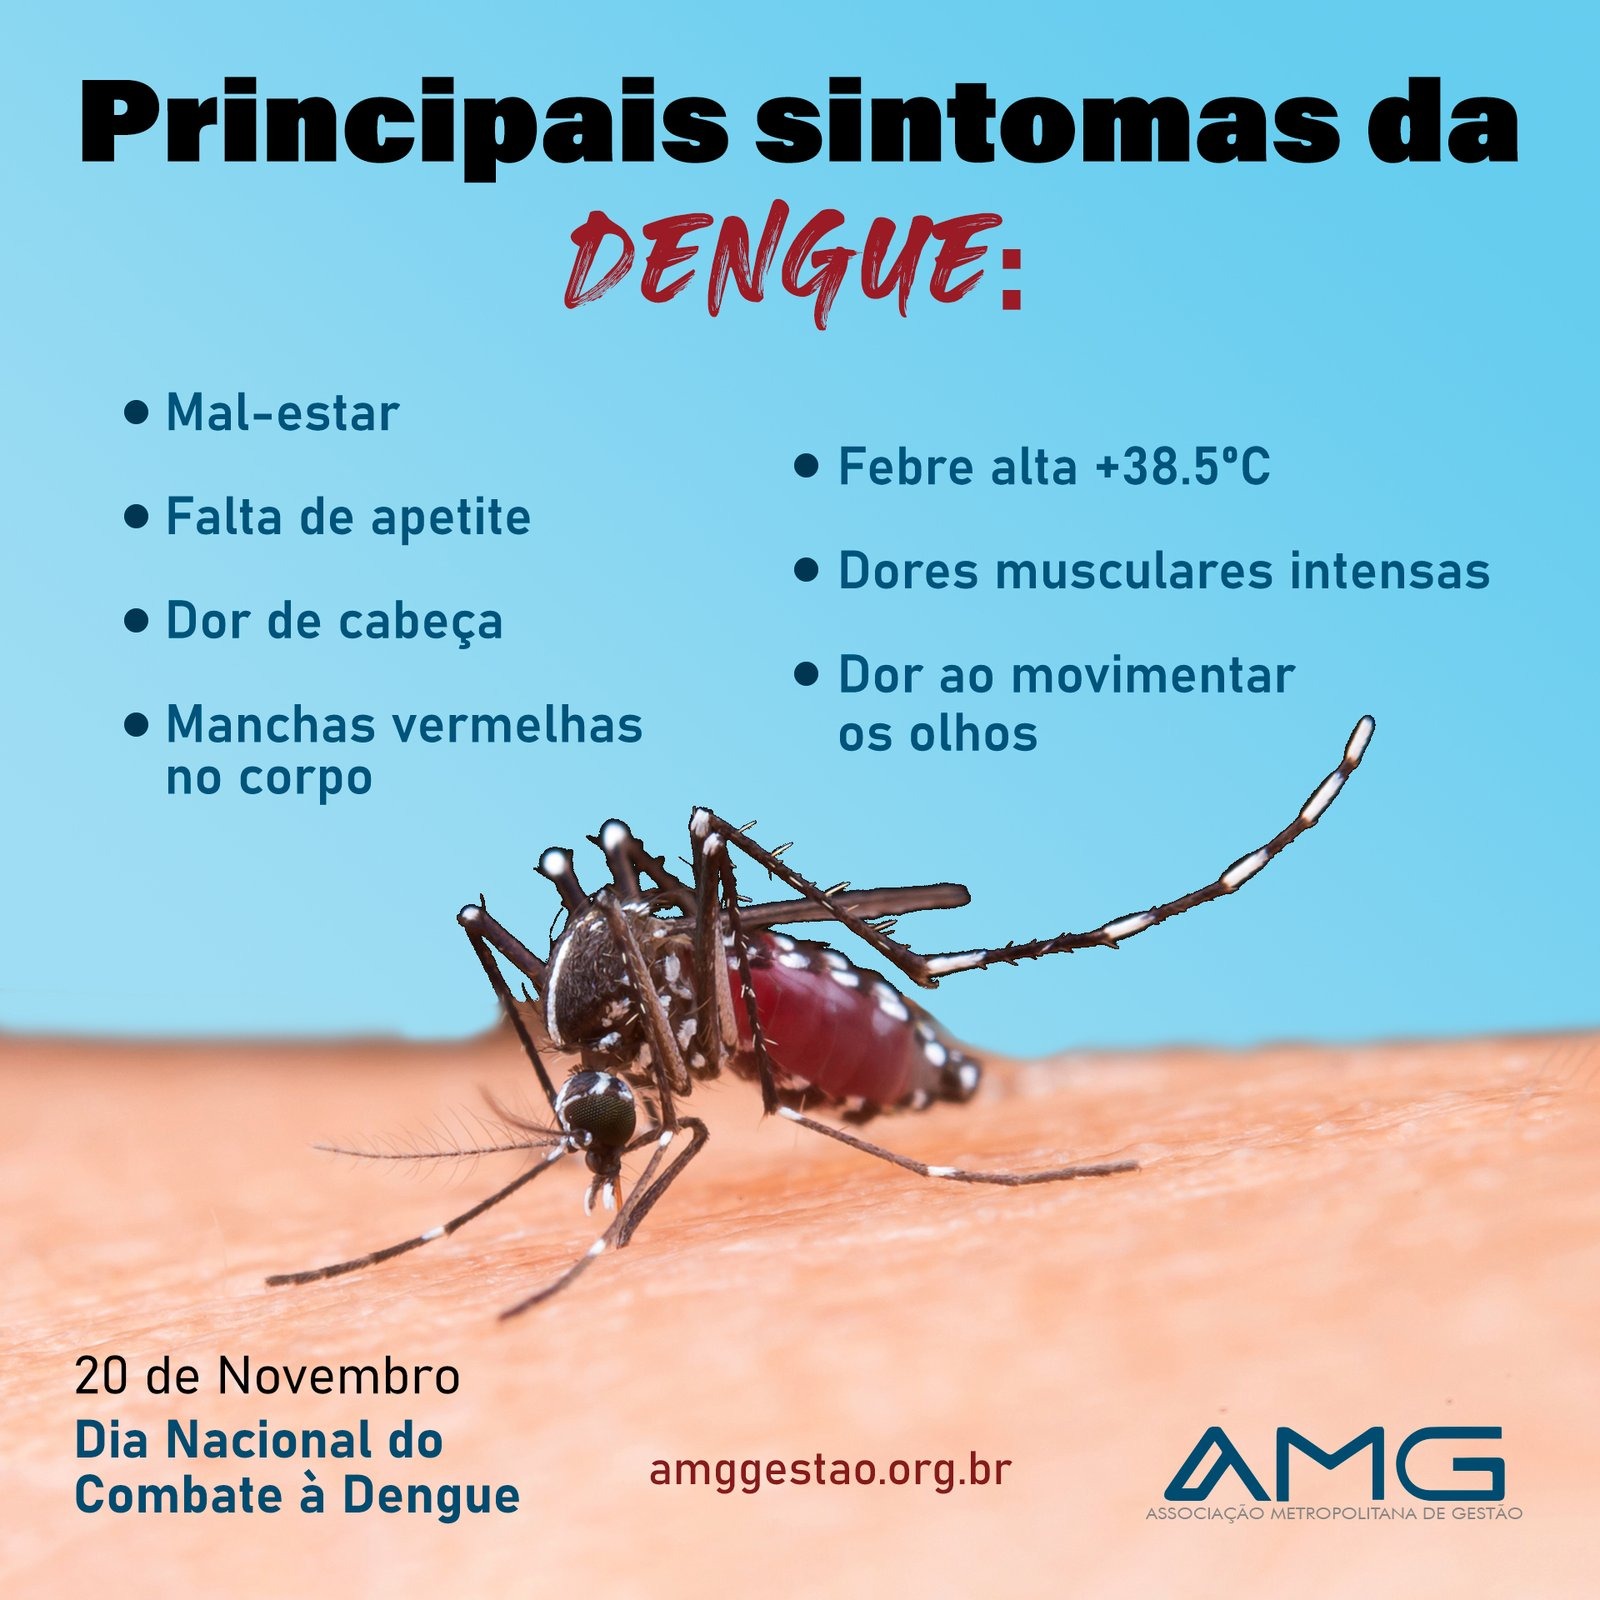 Principais sintomas da
DENGUE:
• Mal-estar
• Falta de apetite
• Dor de cabeça
• Manchas vermelhas
no corpo
• Febre alta +38.5ºC
• Dores musculares intensas
• Dor ao movimentar
os olhos
20 de Novembro
Dia Nacional do
Combate à Dengue
amggestao.org.br
AMG
ASSOCIAÇÃO METROPOLITANA DE GESTÃO